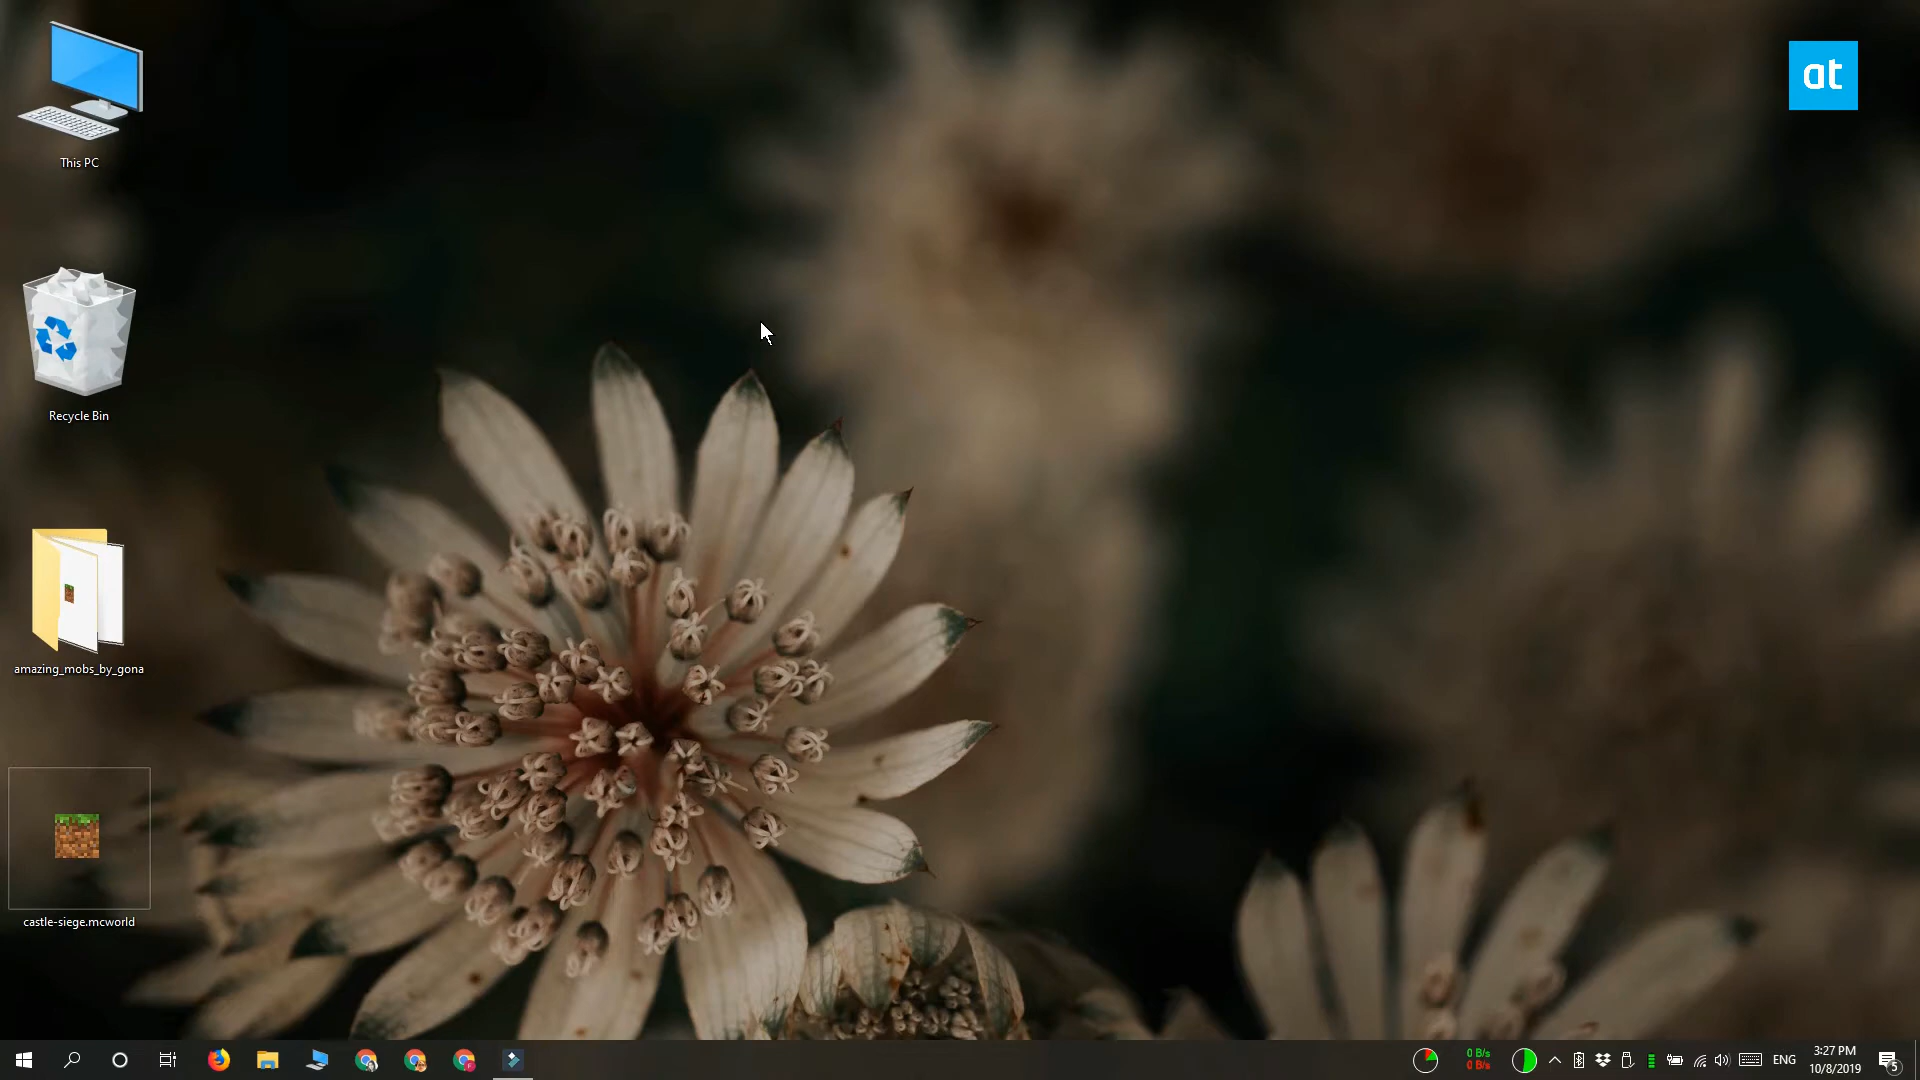 at
This PC
Recycle Bin
amazing_mobs_by_gona
castle-siege.mcworld
0 B/s
0 B/s
ENG
3:27 PM
10/8/2019
5